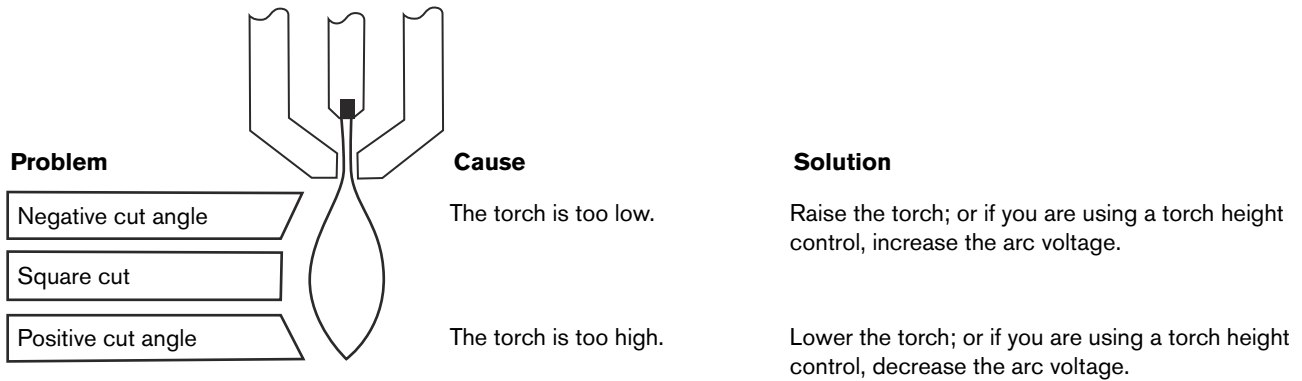 Problem
Cause
Solution
Negative cut angle
The torch is too low.
Raise the torch; or if you are using a torch height
control, increase the arc voltage.
Square cut
Positive cut angle
The torch is too high.
Lower the torch; or if you are using a torch height
control, decrease the arc voltage.